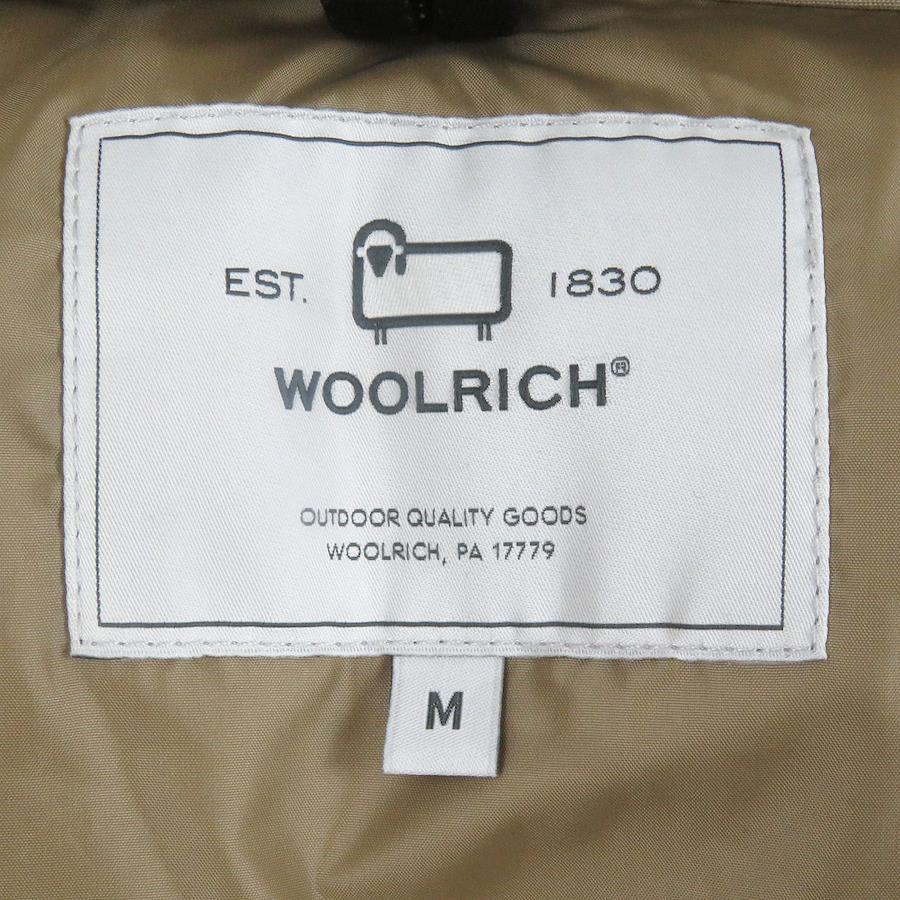 EST. 1830
WOOLRICH®
OUTDOOR QUALITY GOODS
WOOLRICH, PA 17779
M